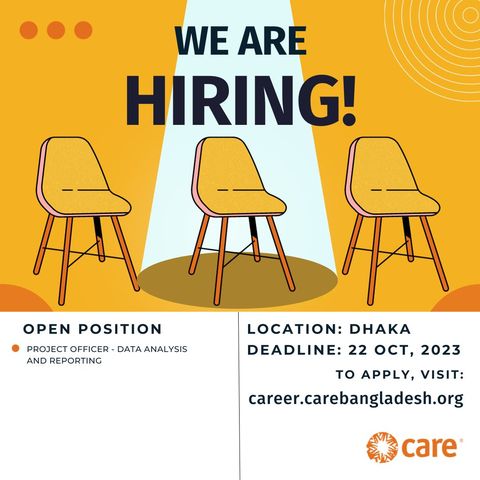 WE ARE
HIRING!
OPEN POSITION
PROJECT OFFICER - DATA ANALYSIS
AND REPORTING
LOCATION: DHAKA
DEADLINE: 22 OCT, 2023
TO APPLY, VISIT:
career.carebangladesh.org
care®